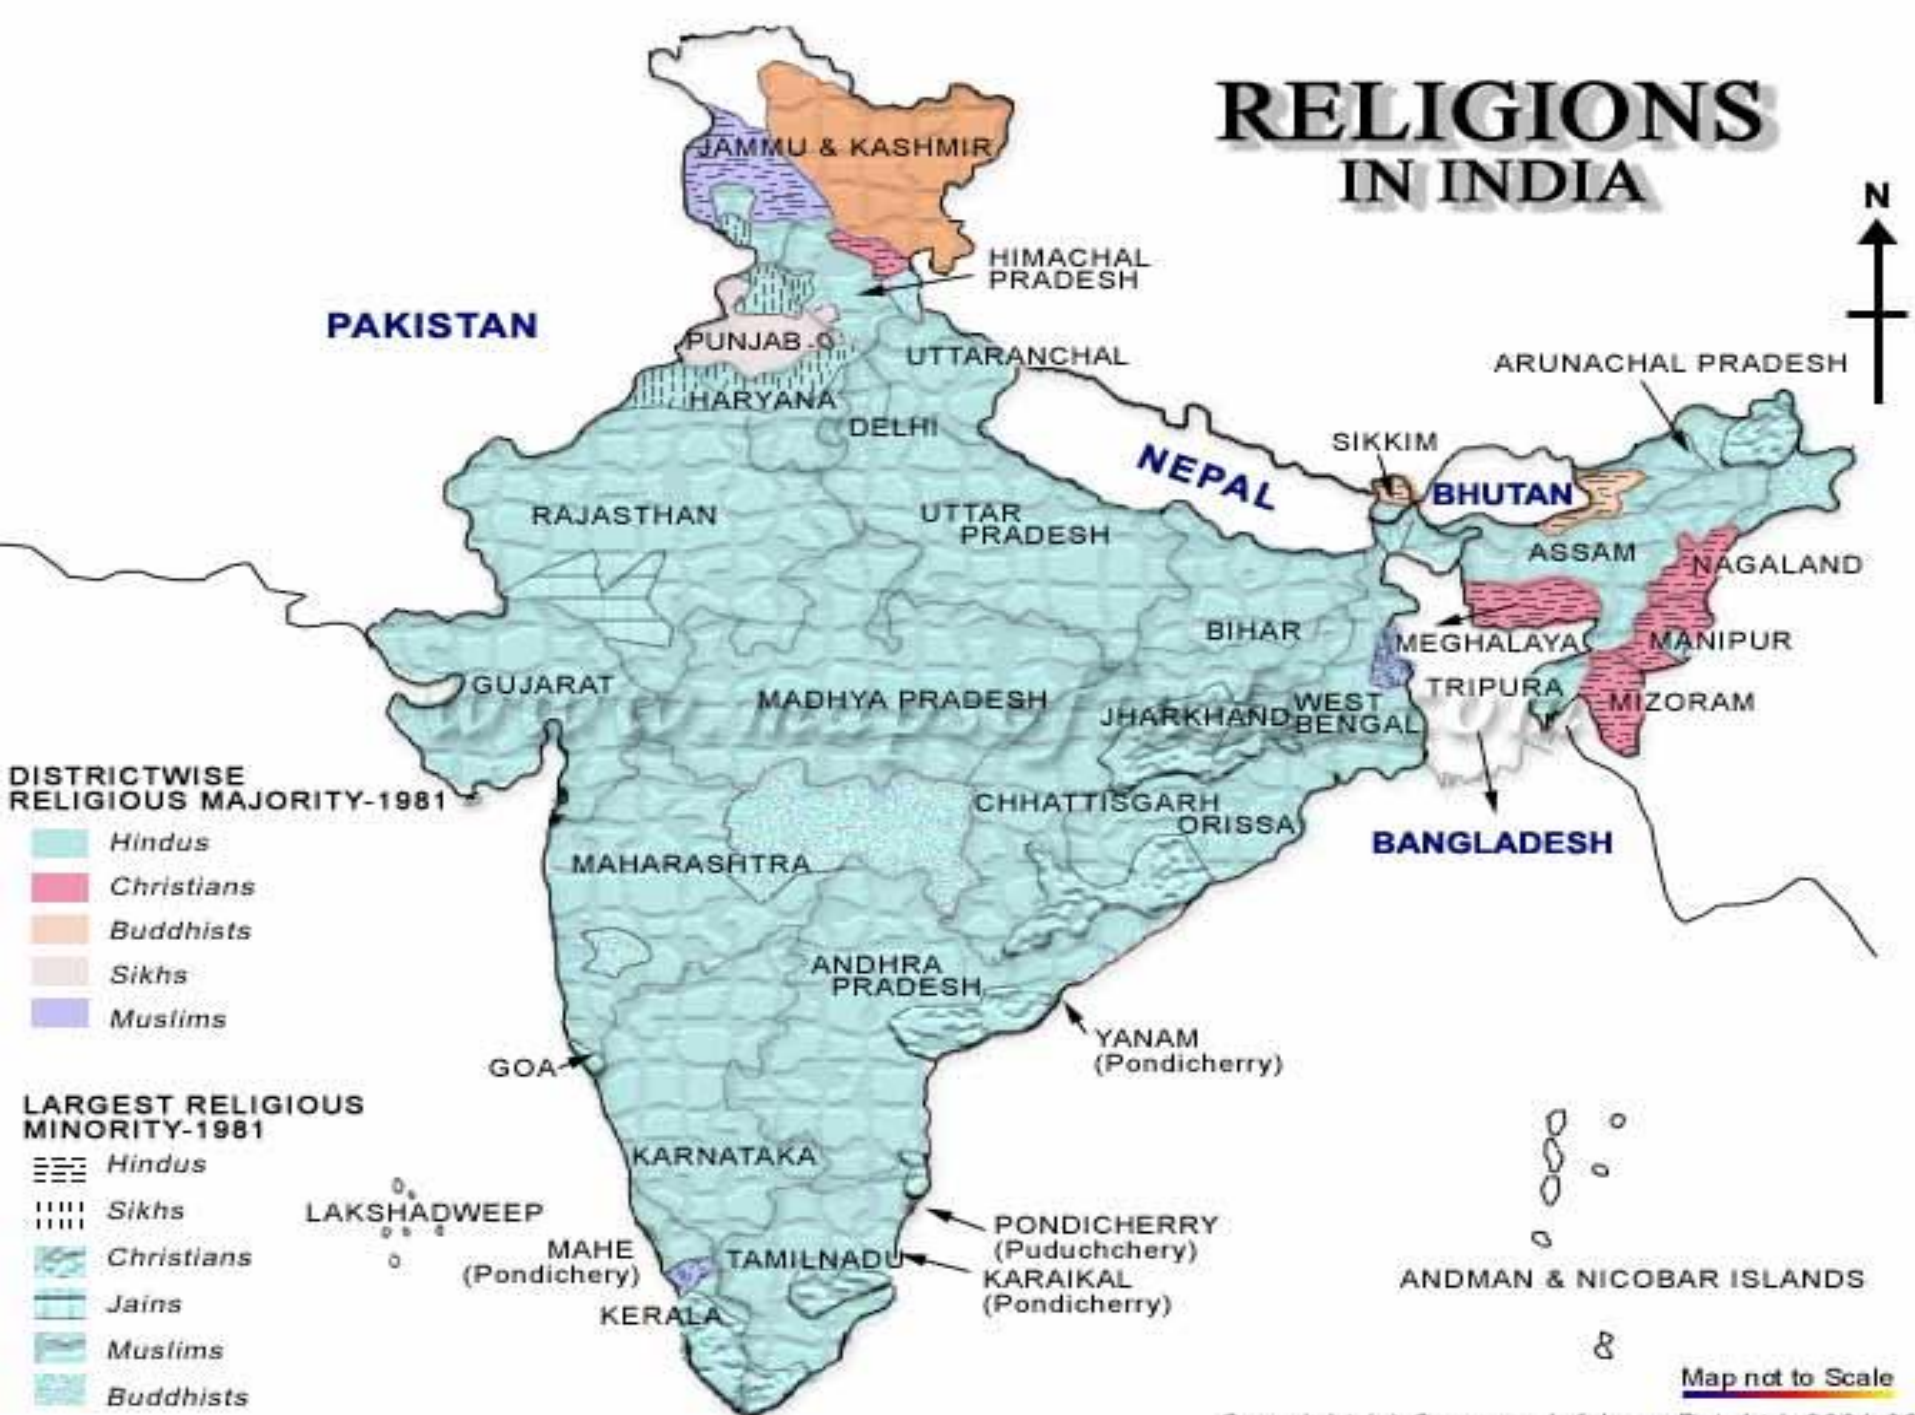 RELIGIONS
IN INDIA
N
JAMMU & KASHMIR
HIMACHAL
PRADESH
PAKISTAN
PUNJAB
UTTARANCHAL
ARUNACHAL PRADESH
HARYANA
DELHI
SIKKIM
NEPAL
BHUTAN
RAJASTHAN
UTTAR
PRADESH
ASSAM
NAGALAND
BIHAR
MEGHALAYA
MANIPUR
GUJARAT
MADHYA PRADESH
TRIPURA
MIZORAM
JHARKHAND
WEST
BENGAL
DISTRICTWISE
RELIGIOUS MAJORITY-1981
Hindus
Christians
Buddhists
Sikhs
Muslims
CHHATTISGARH
ORISSA
BANGLADESH
MAHARASHTRA
ANDHRA
PRADESH
YANAM
(Pondicherry)
GOA
LARGEST RELIGIOUS
MINORITY-1981
Hindus
Sikhs
Christians
Jains
Muslims
Buddhists
KARNATAKA
LAKSHADWEEP
MAHE
(Pondichery)
TAMILNADU
KERALA
PONDICHERRY
(Puduchchery)
KARAIKAL
(Pondicherry)
ANDMAN & NICOBAR ISLANDS
Map not to Scale